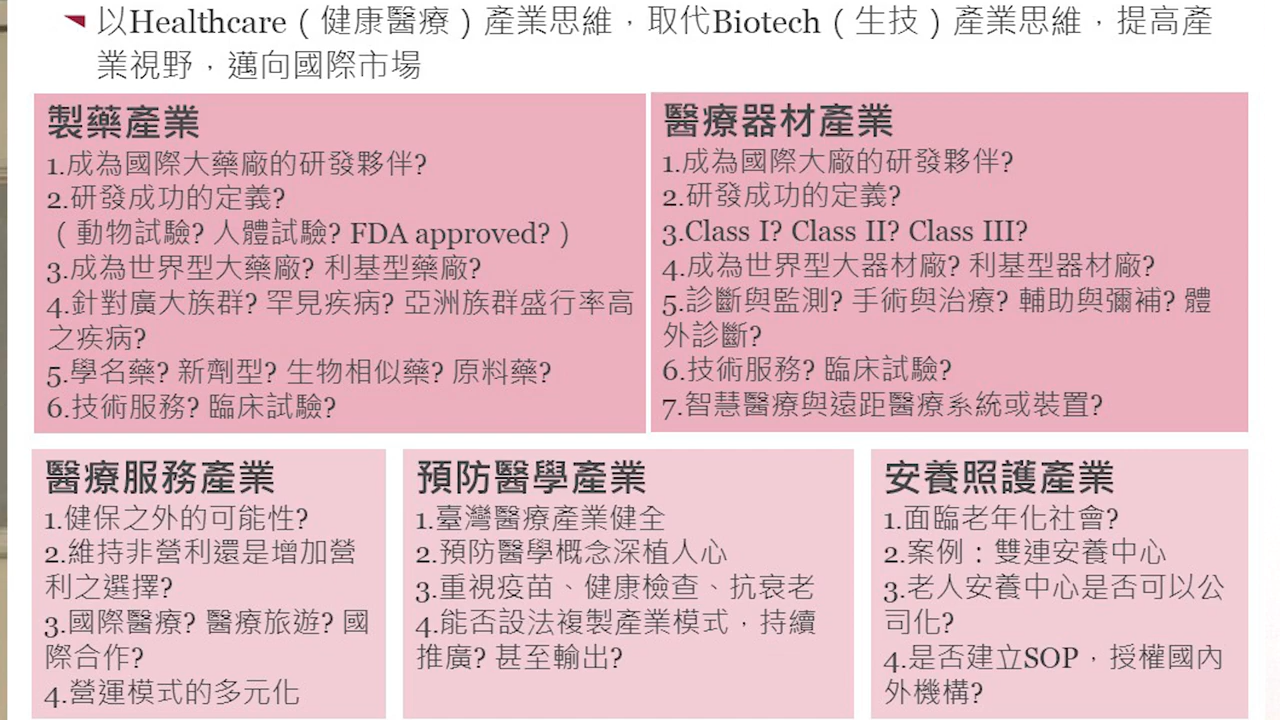 以Healthcare（健康醫療）產業思維，取代Biotech（生技）產業思維，提高產
業視野，邁向國際市場
製藥產業
1.成為國際大藥廠的研發夥伴?
2.研發成功的定義?
（動物試驗? 人體試驗? FDA approved?）
3.成為世界型大藥廠? 利基型藥廠?
4.針對廣大族群? 罕見疾病? 亞洲族群盛行率高
之疾病?
5.學名藥? 新劑型? 生物相似藥? 原料藥?
6.技術服務? 臨床試驗?
醫療器材產業
1.成為國際大廠的研發夥伴?
2.研發成功的定義?
3.Class I? Class II? Class III?
4.成為世界型大器材廠? 利基型器材廠?
5.診斷與監測? 手術與治療? 輔助與彌補? 體
外診斷?
6.技術服務? 臨床試驗?
7.智慧醫療與遠距醫療系統或裝置?
醫療服務產業
1.健保之外的可能性?
2.維持非營利還是增加營
利之選擇?
3.國際醫療? 醫療旅遊? 國
際合作?
4.營運模式的多元化
預防醫學產業
1.臺灣醫療產業健全
2.預防醫學概念深植人心
3.重視疫苗、健康檢查、抗衰老
4.能否設法複製產業模式，持續
推廣? 甚至輸出?
安養照護產業
1.面臨老年化社會?
2.案例：雙連安養中心
3.老人安養中心是否可以公
司化?
4.是否建立SOP，授權國內
外機構?